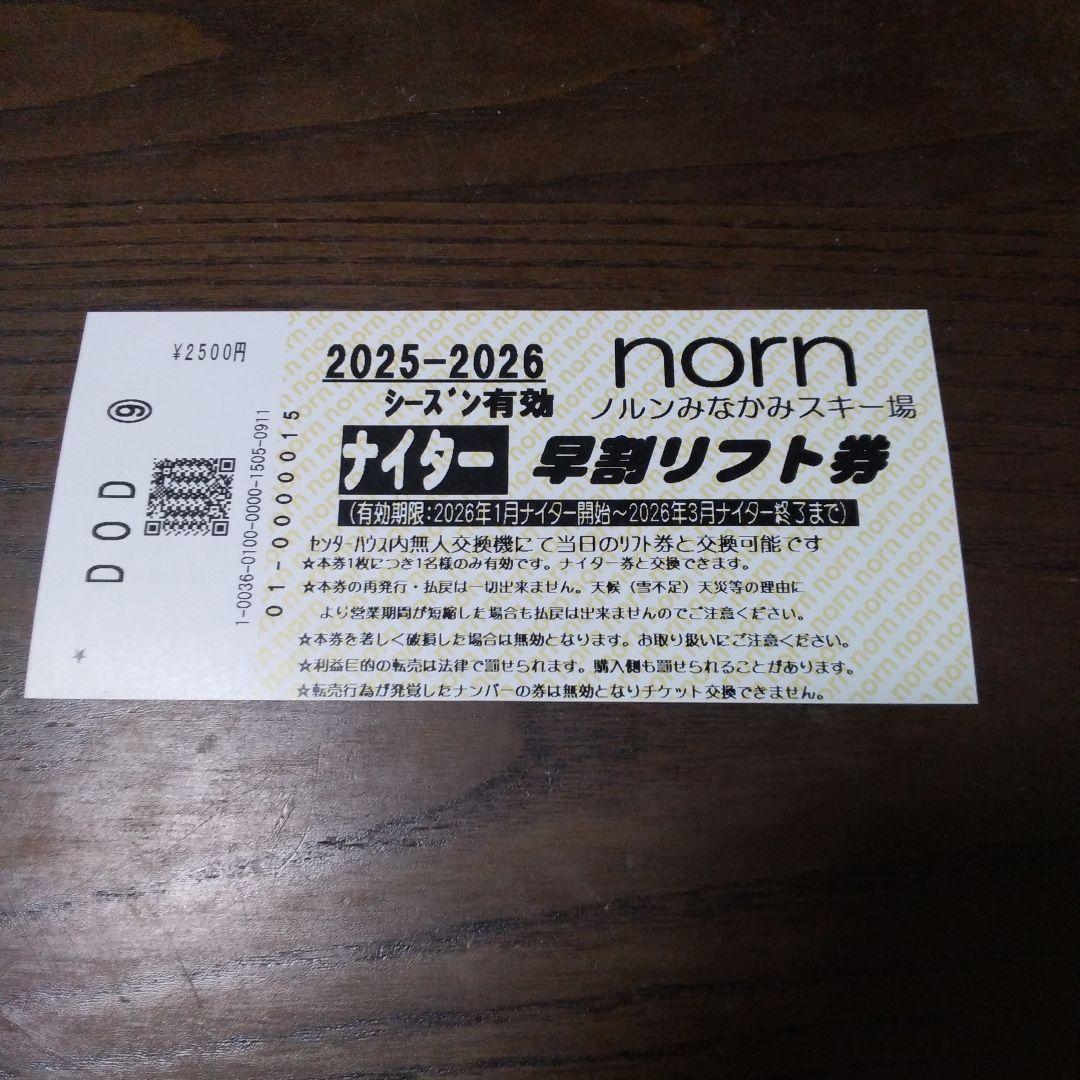 ¥2500円
DOD ⑨
1-0036-0100-0000-1505-0911
01-0000015
2025-2026
シーズン有効
norn
ノルンみなかみスキー場
ナイター 早割リフト券
(有効期限:2026年1月ナイター開始~2026年3月ナイター終了まで)
センターハウス内無人交換機にて当日のリフト券と交換可能です
★本券1枚につき1名様のみ有効です。ナイター券と交換できます。
★本券の再発行・払戻は一切出来ません。天候(雪不足)天災等の理由に
より営業期間が短縮した場合も払戻は出来ませんのでご注意ください。
★本券を著しく破損した場合は無効となります。お取り扱いにご注意ください。
★利益目的の転売は法律で罰せられます。購入側も罰せられることがあります。
★転売行為が発覚したナンバーの券は無効となりチケット交換できません。
★